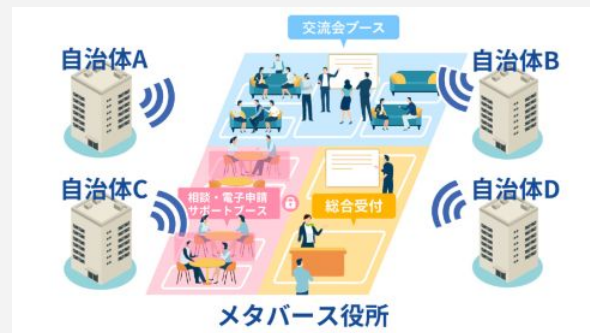 交流会ブース
自治体A
自治体B
自治体C
相談・電子申請
サポートブース
総合受付
自治体D
メタバース役所